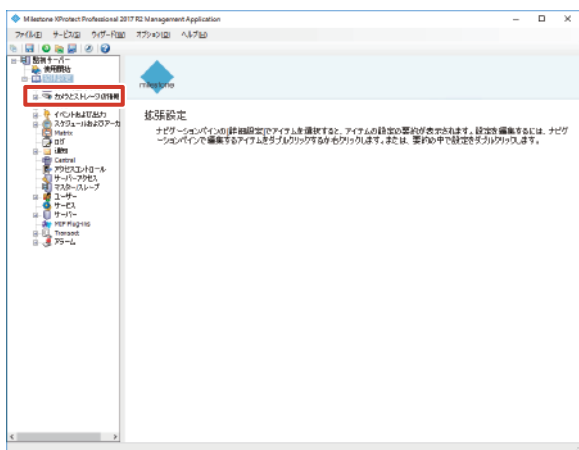 Milestone XProtect Professional 2017 R2 Management Application
ファイル(F) サービス(S) ウィザード(W) オプション(O) ヘルプ(H)
監視サーバー
使用開始
カメラとストレージの情報
イベントおよび出力
スケジュールおよびアーカ
Matrix
ログ
通知
Central
アクセスコントロール
サーバーアクセス
マスター/スレーブ
ユーザー
サービス
サーバー
MIP Plug-ins
Transact
アラーム
milestone
拡張設定
ナビゲーションペインの[詳細設定]でアイテムを選択すると、アイテムの設定の要約が表示されます。設定を編集するには、ナビゲ
ーションペインで編集するアイテムをダブルクリックするか右クリックします。または、要約の中で設定をダブルクリックします。